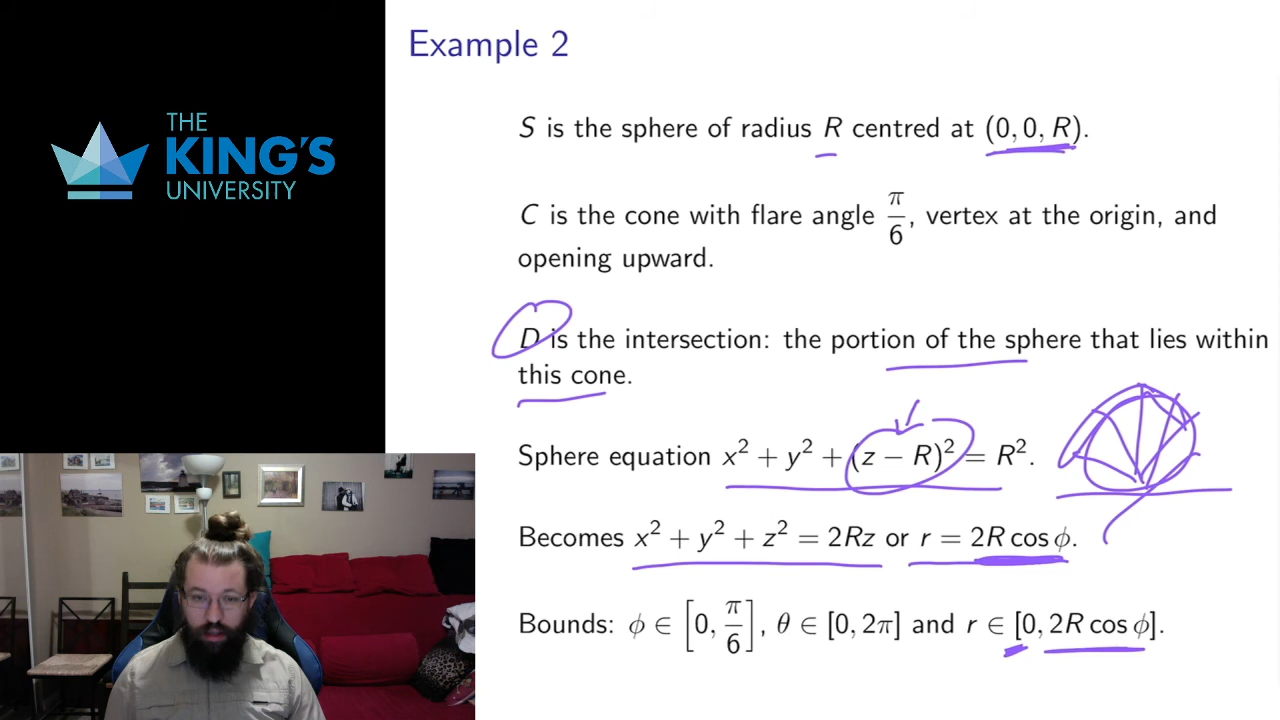 THE
KING'S
UNIVERSITY
Example 2
S is the sphere of radius R centred at (0, 0, R).
C is the cone with flare angle π/6, vertex at the origin, and
opening upward.
D is the intersection: the portion of the sphere that lies within
this cone.
Sphere equation x² + y² + (z − R)² = R².
Becomes x² + y² + z² = 2Rz or r = 2R cos ϕ.
Bounds: ϕ ∈ [0, π/6], θ ∈ [0, 2π] and r ∈ [0, 2R cos ϕ].